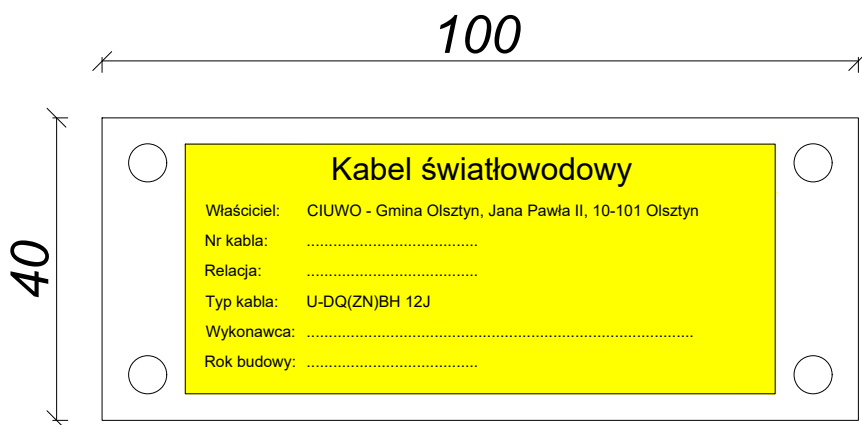 100
40
Kabel światłowodowy
Właściciel: CIUWO - Gmina Olsztyn, Jana Pawła II, 10-101 Olsztyn
Nr kabla: .......................................
Relacja: .......................................
Typ kabla: U-DQ(ZN)BH 12J
Wykonawca: ........................................................................................
Rok budowy: .......................................